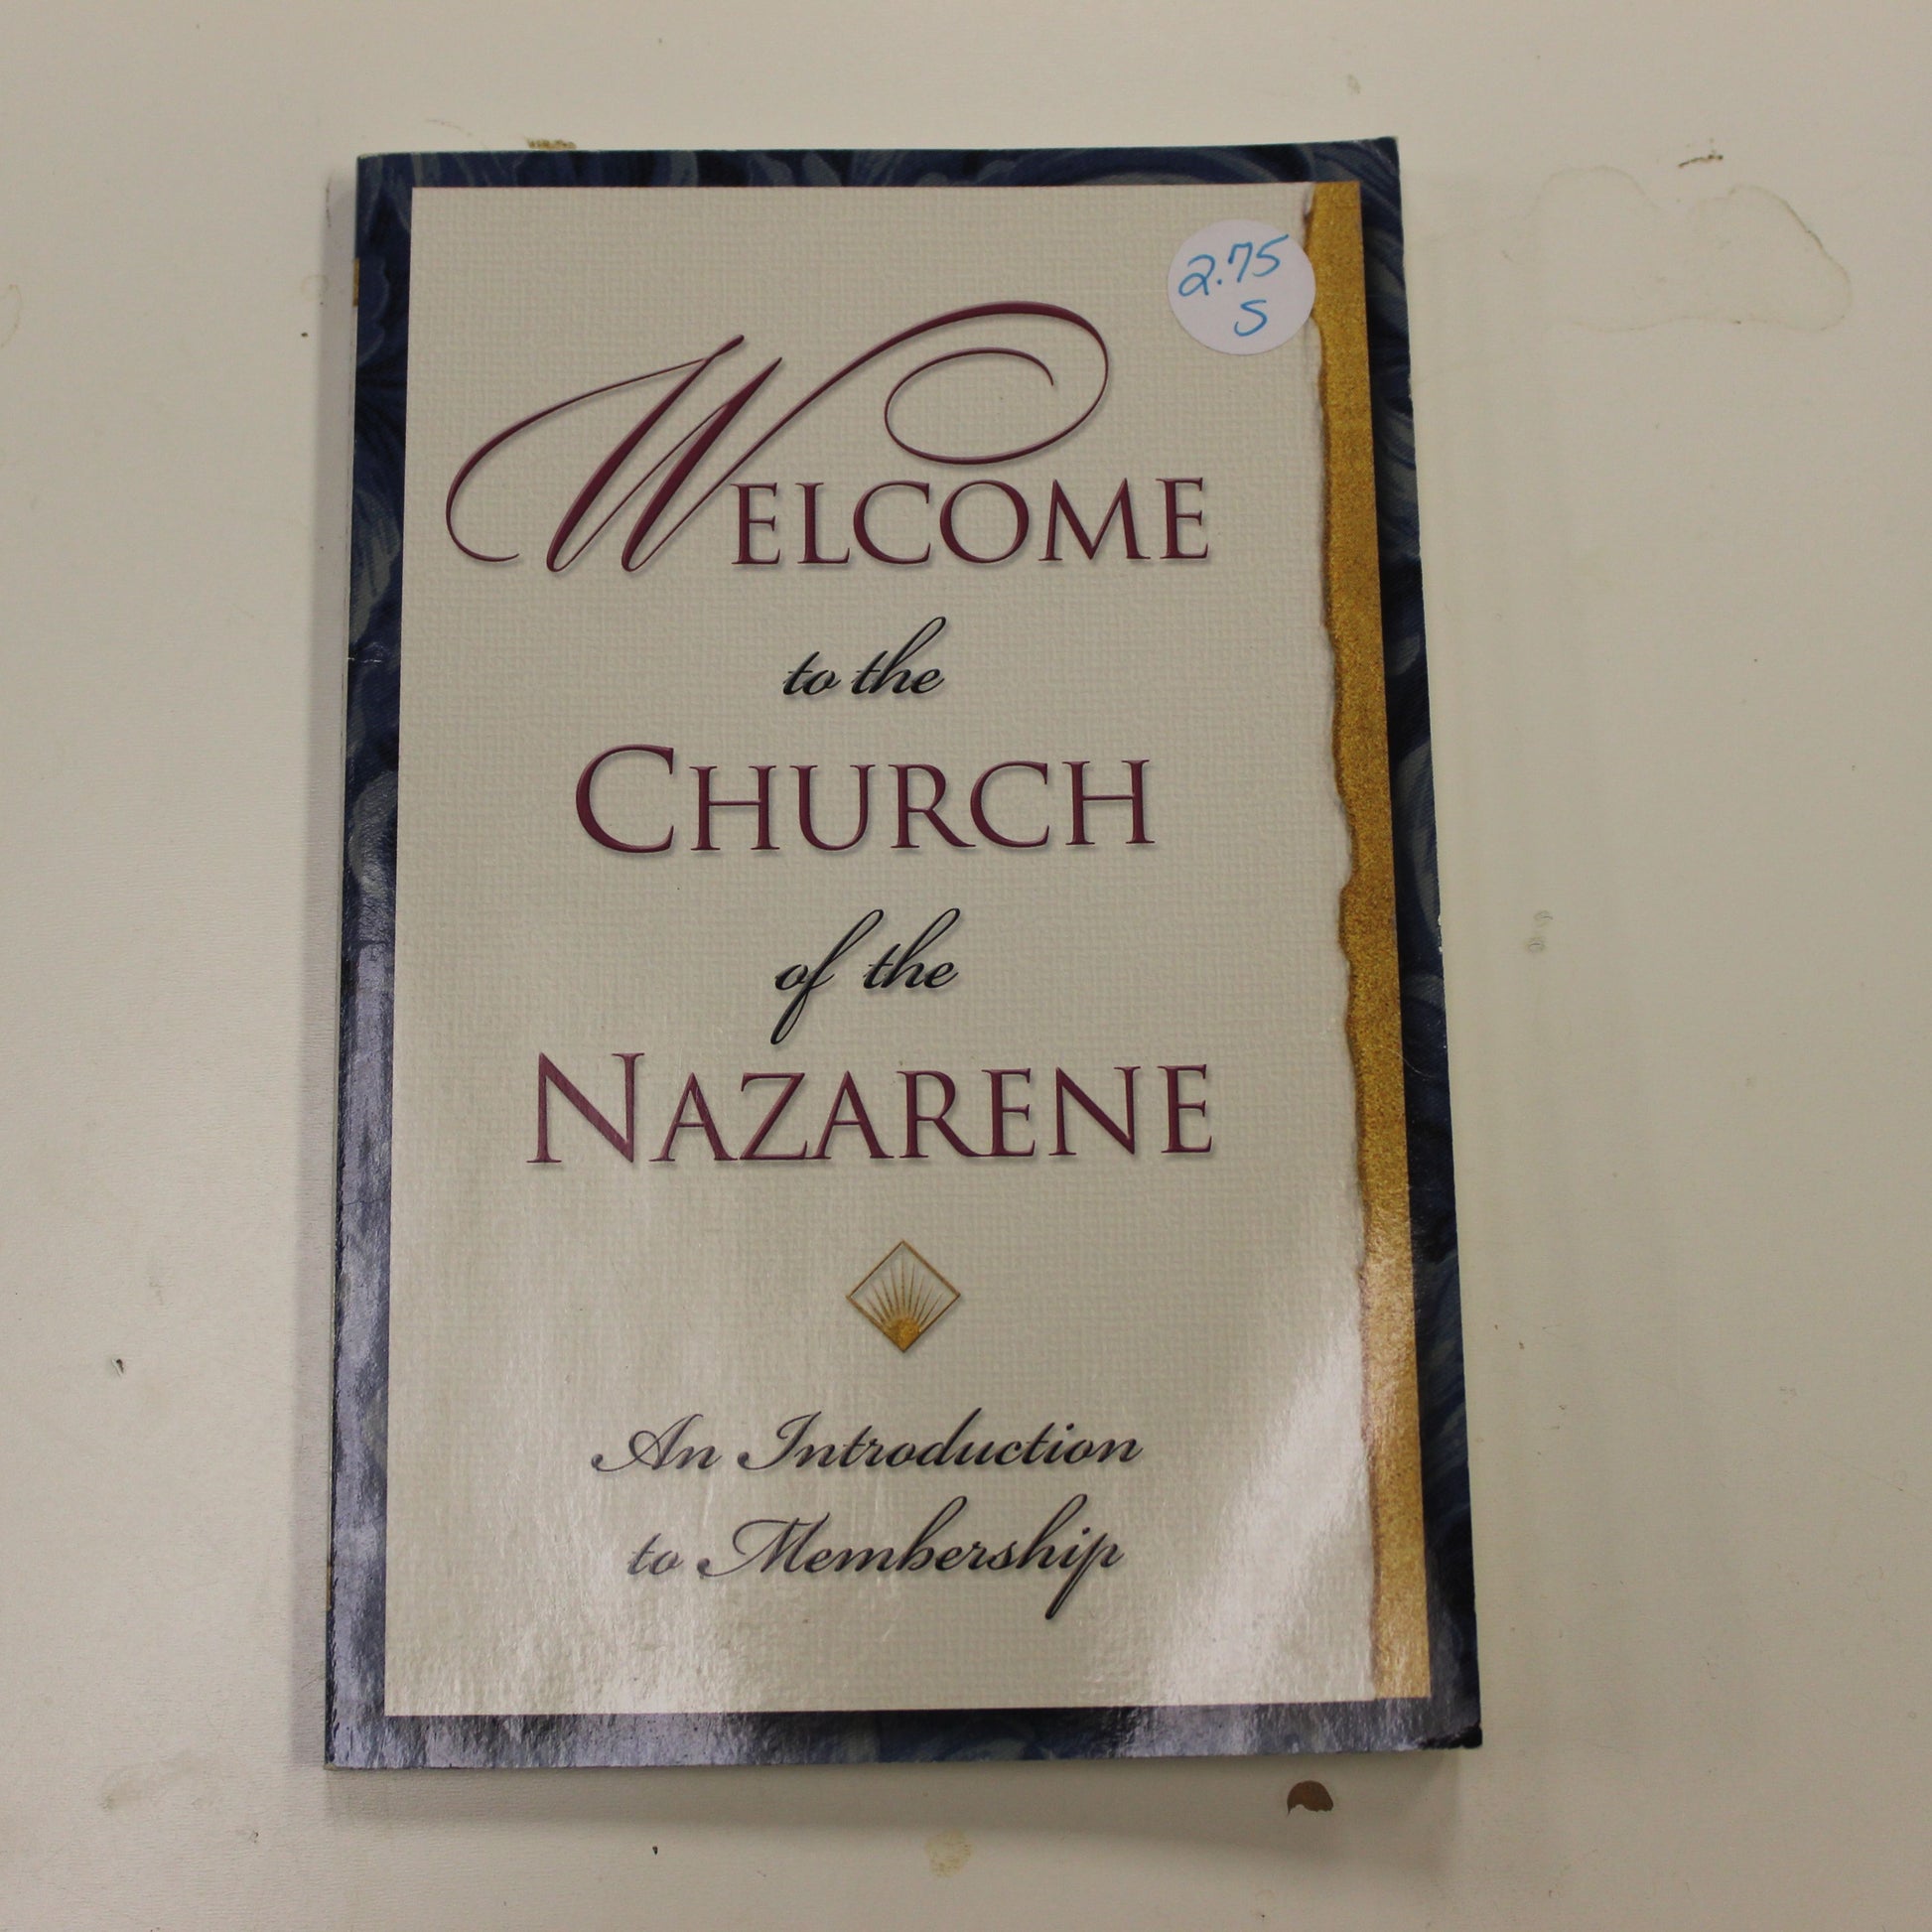 2.75
S
WELCOME
to the
CHURCH
of the
NAZARENE
An Introduction
to Membership